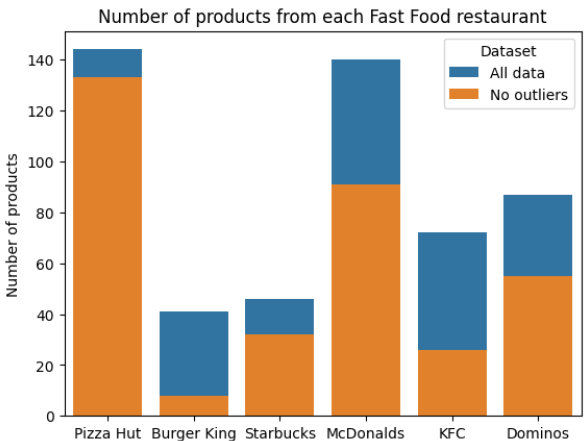 Number of products from each Fast Food restaurant
Dataset
All data
No outliers
Number of products
140
120
100
80
60
40
20
0
Pizza Hut Burger King Starbucks McDonalds KFC Dominos